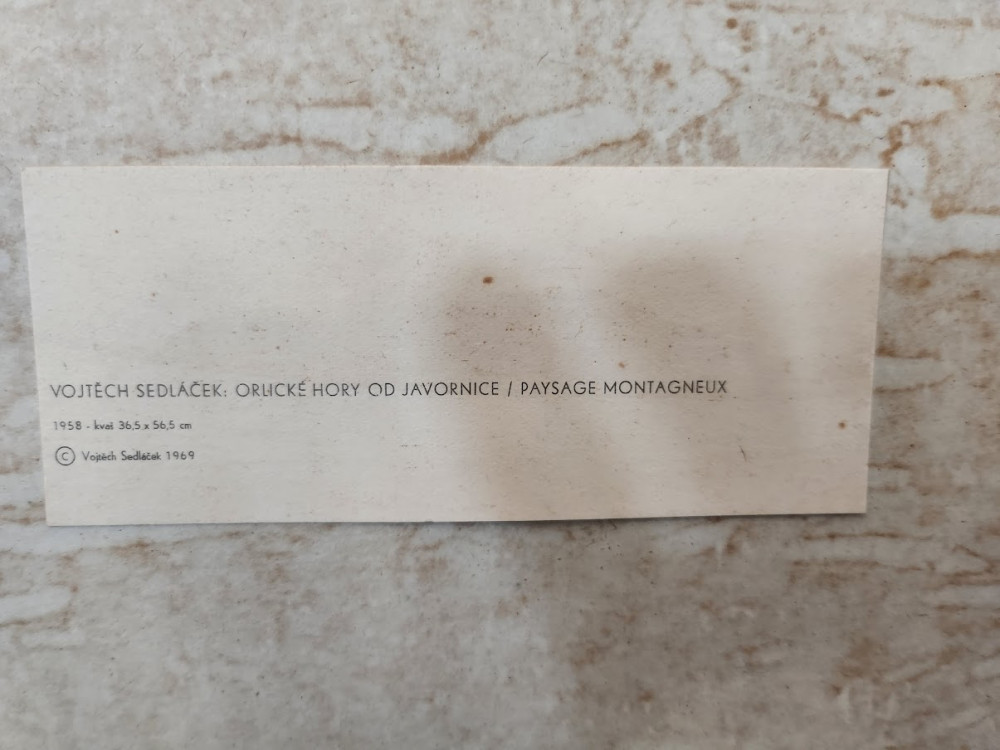 VOJTĚCH SEDLÁČEK: ORLICKÉ HORY OD JAVORNICE / PAYSAGE MONTAGNEUX
1958 - kvaš 36,5 x 56,5 cm
© Vojtěch Sedláček 1969